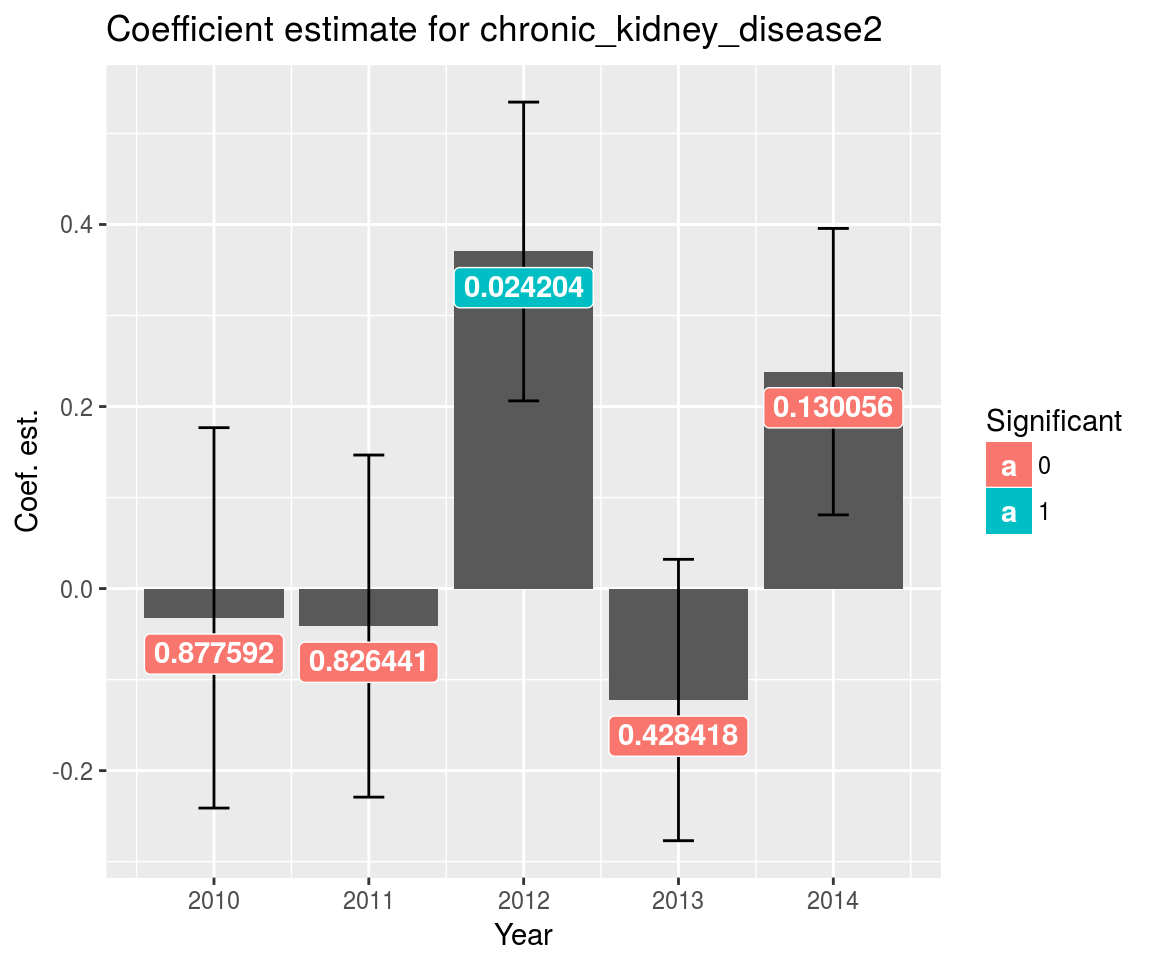 Coefficient estimate for chronic_kidney_disease2
Coef. est.
0.4
0.2
0.0
-0.2
0.877592
0.826441
0.024204
0.428418
0.130056
2010 2011 2012 2013 2014
Year
Significant
a 0
a 1